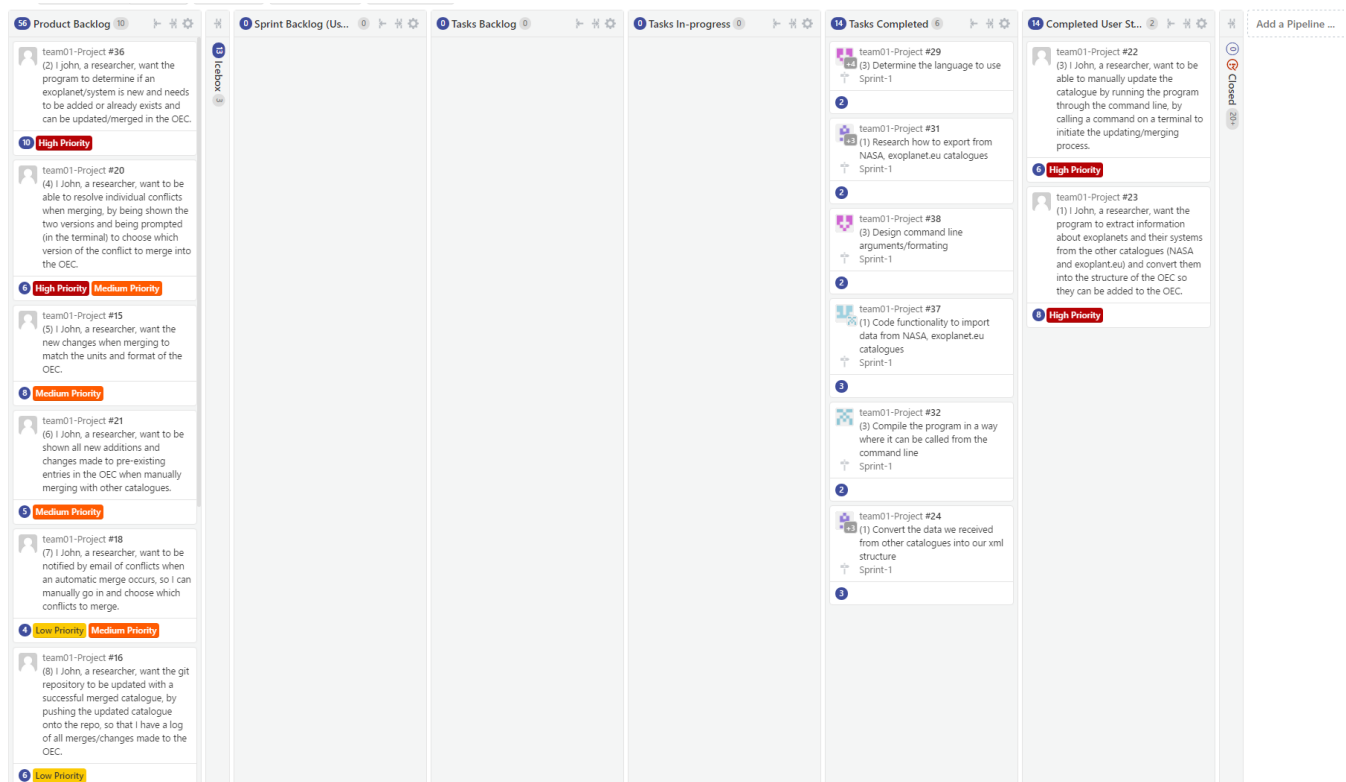 56 Product Backlog 10
team01-Project #36
(2) I john, a researcher, want the
program to determine if an
exoplanet/system is new and needs
to be added or already exists and
can be updated/merged in the OEC.
10 High Priority
team01-Project #20
(4) I John, a researcher, want to be
able to resolve individual conflicts
when merging, by being shown the
two versions and being prompted
(in the terminal) to choose which
version of the conflict to merge into
the OEC.
6 High Priority Medium Priority
team01-Project #15
(5) I John, a researcher, want the
new changes when merging to
match the units and format of the
OEC.
8 Medium Priority
team01-Project #21
(6) I John, a researcher, want to be
shown all new additions and
changes made to pre-existing
entries in the OEC when manually
merging with other catalogues.
5 Medium Priority
team01-Project #18
(7) I John, a researcher, want to be
notified by email of conflicts when
an automatic merge occurs, so I can
manually go in and choose which
conflicts to merge.
4 Low Priority Medium Priority
team01-Project #16
(8) I John, a researcher, want the git
repository to be updated with a
successful merged catalogue, by
pushing the updated catalogue
onto the repo, so that I have a log
of all merges/changes made to the
OEC.
6 Low Priority
13 Icebox 3
0 Sprint Backlog (Us... 0
0 Tasks Backlog 0
0 Tasks In-progress 0
14 Tasks Completed 6
team01-Project #29
+4 (3) Determine the language to use
Sprint-1
2
team01-Project #31
+3 (1) Research how to export from
NASA, exoplanet.eu catalogues
Sprint-1
2
team01-Project #38
(3) Design command line
arguments/formating
Sprint-1
2
team01-Project #37
(1) Code functionality to import
data from NASA, exoplanet.eu
catalogues
Sprint-1
3
team01-Project #32
(3) Compile the program in a way
where it can be called from the
command line
Sprint-1
2
team01-Project #24
+3 (1) Convert the data we received
from other catalogues into our xml
structure
Sprint-1
3
14 Completed User St... 2
team01-Project #22
(3) I John, a researcher, want to be
able to manually update the
catalogue by running the program
through the command line, by
calling a command on a terminal to
initiate the updating/merging
process.
6 High Priority
team01-Project #23
(1) I John, a researcher, want the
program to extract information
about exoplanets and their systems
from the other catalogues (NASA
and exoplant.eu) and convert them
into the structure of the OEC so
they can be added to the OEC.
8 High Priority
0 Closed 20+
Add a Pipeline ...